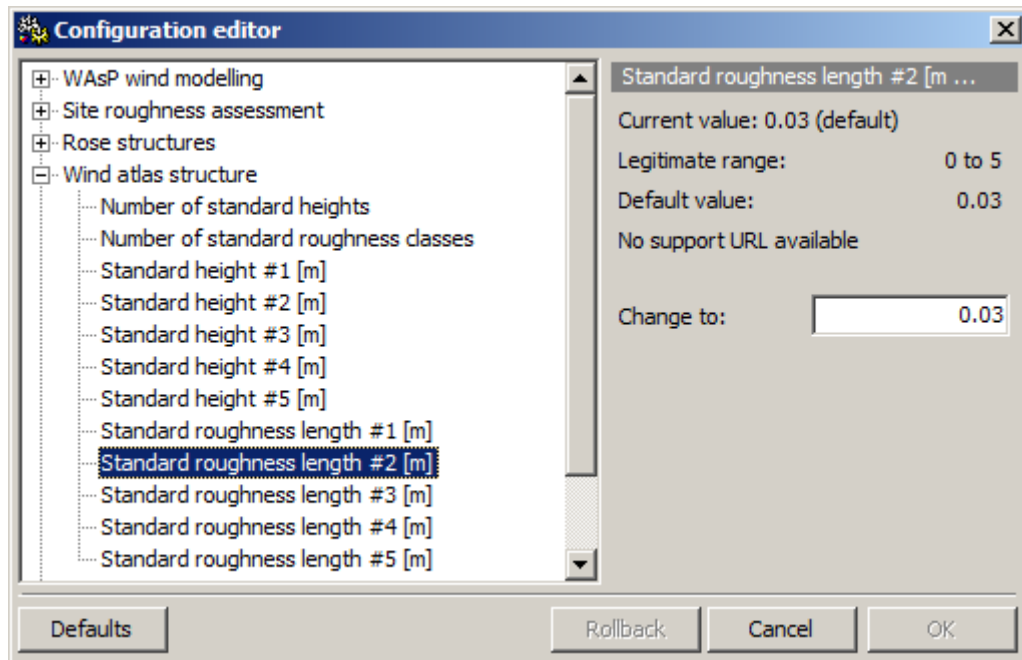 Configuration editor
WAsP wind modelling
Site roughness assessment
Rose structures
Wind atlas structure
Number of standard heights
Number of standard roughness classes
Standard height #1 [m]
Standard height #2 [m]
Standard height #3 [m]
Standard height #4 [m]
Standard height #5 [m]
Standard roughness length #1 [m]
Standard roughness length #2 [m]
Standard roughness length #3 [m]
Standard roughness length #4 [m]
Standard roughness length #5 [m]
Standard roughness length #2 [m ...
Current value: 0.03 (default)
Legitimate range: 0 to 5
Default value: 0.03
No support URL available
Change to: 0.03
Defaults Rollback Cancel OK